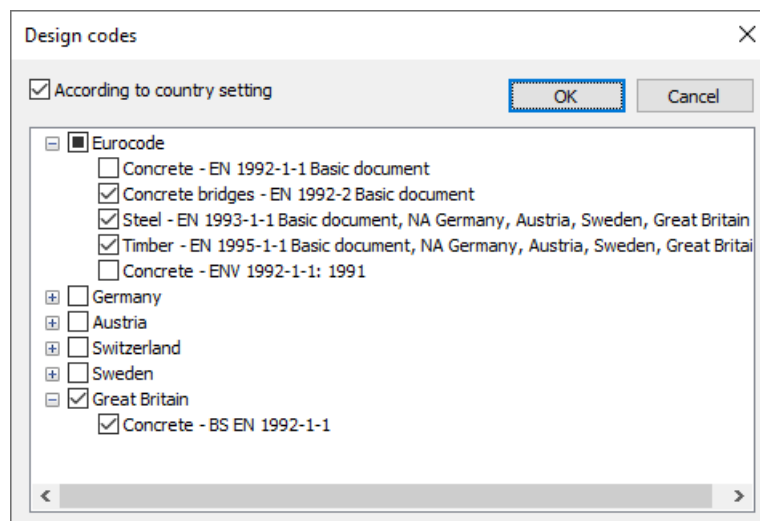 Design codes
According to country setting
OK
Cancel
Eurocode
Concrete - EN 1992-1-1 Basic document
Concrete bridges - EN 1992-2 Basic document
Steel - EN 1993-1-1 Basic document, NA Germany, Austria, Sweden, Great Britain
Timber - EN 1995-1-1 Basic document, NA Germany, Austria, Sweden, Great Britai
Concrete - ENV 1992-1-1: 1991
Germany
Austria
Switzerland
Sweden
Great Britain
Concrete - BS EN 1992-1-1